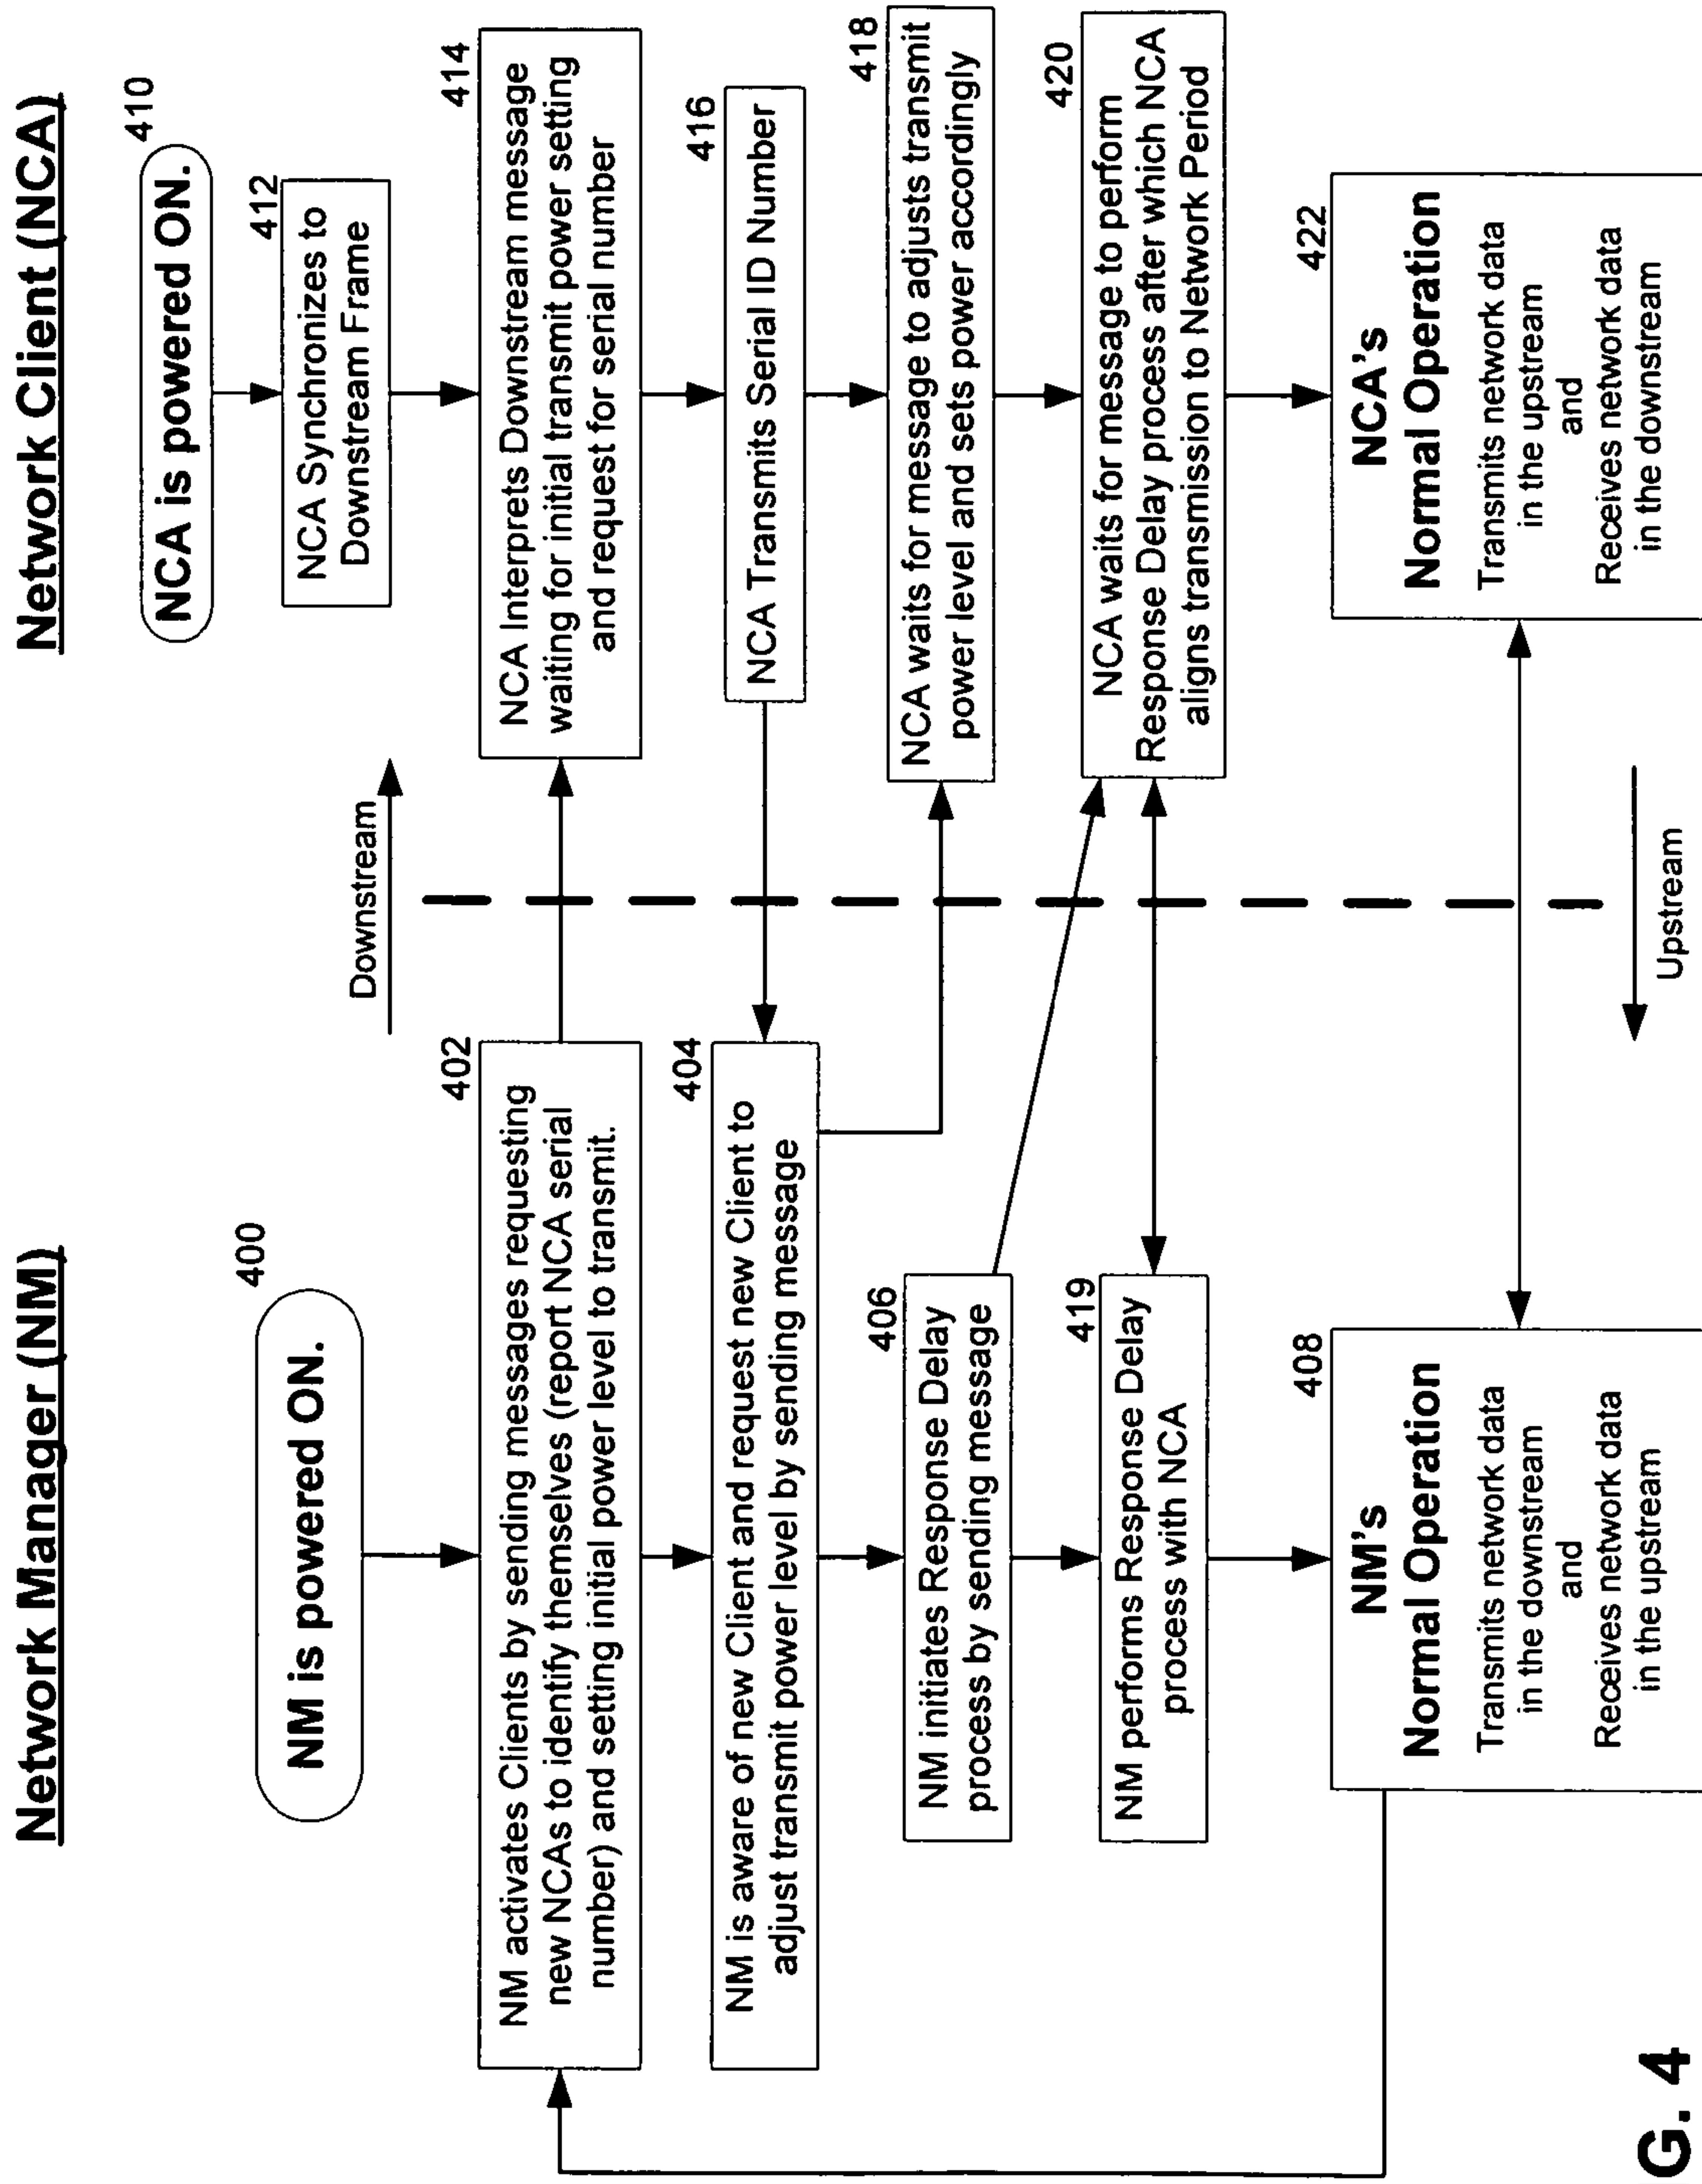 Network Manager (NM)
400
NM is powered ON.
402
NM activates Clients by sending messages requesting
new NCAs to identify themselves (report NCA serial
number) and setting initial power level to transmit.
404
NM is aware of new Client and request new Client to
adjust transmit power level by sending message
406
NM initiates Response Delay
process by sending message
419
NM performs Response Delay
process with NCA
408
NM's
Normal Operation
Transmits network data
in the downstream
and
Receives network data
in the upstream
Downstream
Upstream
Network Client (NCA)
410
NCA is powered ON.
412
NCA Synchronizes to
Downstream Frame
414
NCA Interprets Downstream message
waiting for initial transmit power setting
and request for serial number
416
NCA Transmits Serial ID Number
418
NCA waits for message to adjusts transmit
power level and sets power accordingly
420
NCA waits for message to perform
Response Delay process after which NCA
aligns transmission to Network Period
422
NCA's
Normal Operation
Transmits network data
in the upstream
and
Receives network data
in the downstream
G. 4